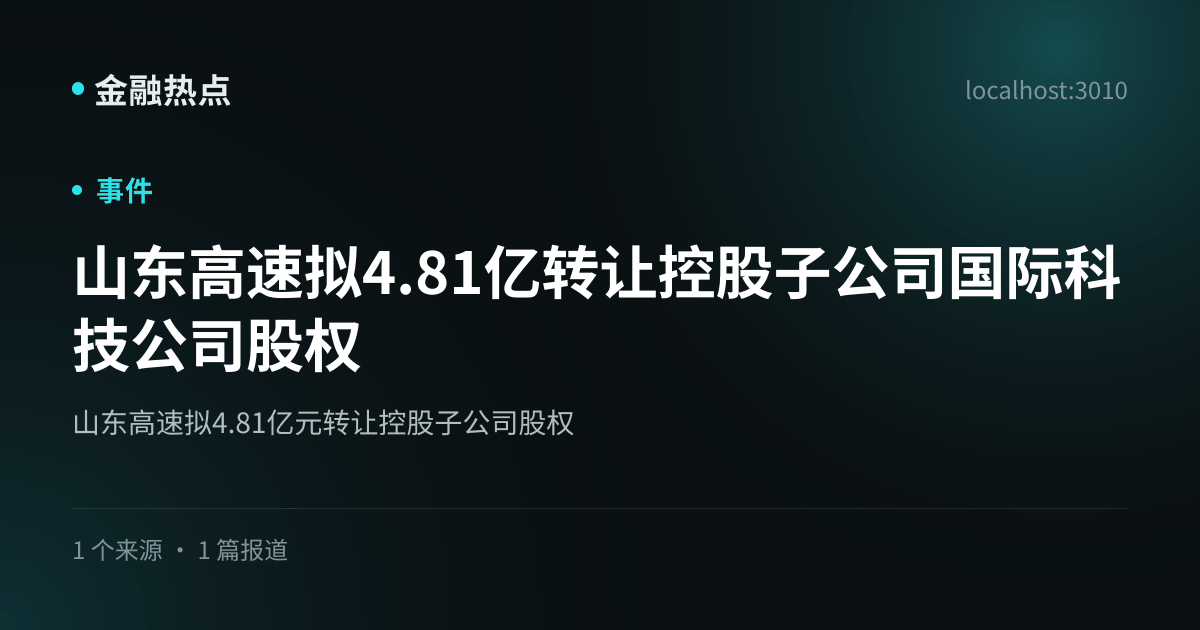 金融热点
localhost:3010
事件
山东高速拟4.81亿转让控股子公司国际科
技公司股权
山东高速拟4.81亿元转让控股子公司股权
1 个来源 · 1 篇报道